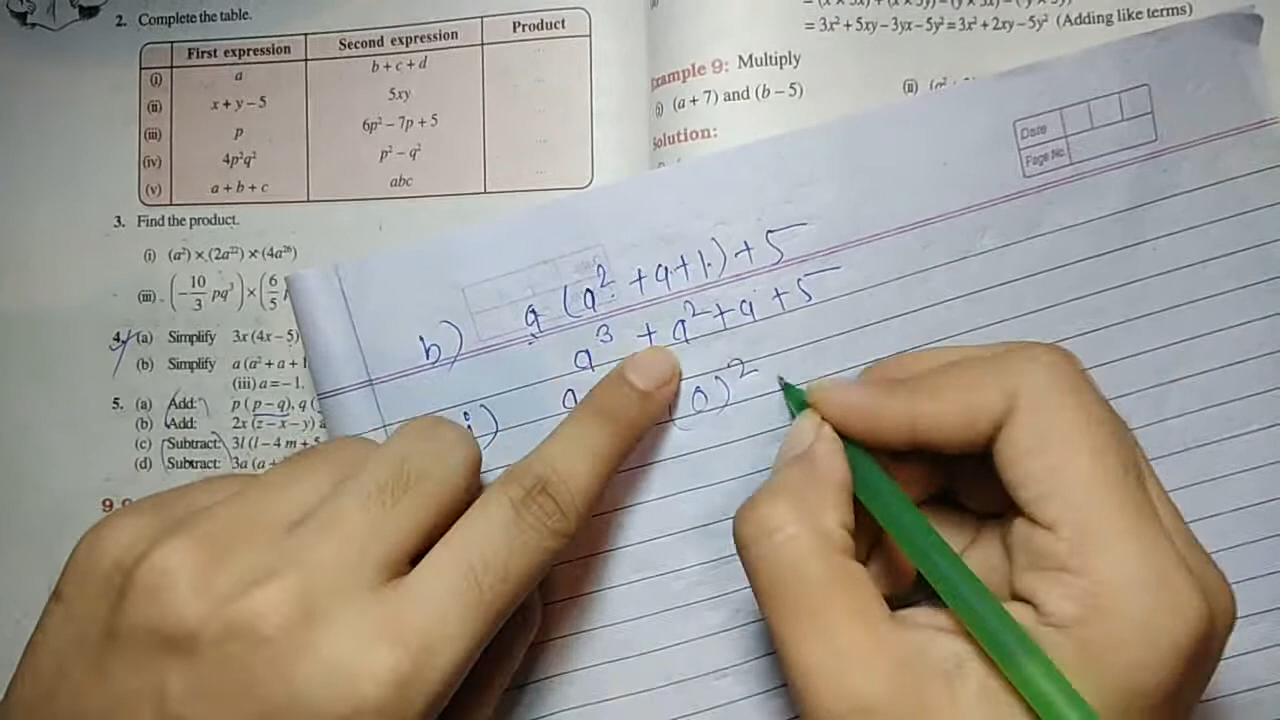 2. Complete the table.
First expression Second expression Product
(i) a b + c + d ...
(ii) x + y – 5 5xy ...
(iii) p 6p² – 7p + 5 ...
(iv) 4p²q² p² – q² ...
(v) a + b + c abc ...
3. Find the product.
(i) (a²) × (2a²²) × (4a²⁶)
(iii) (–10/3 pq³) × (6/5
4. (a) Simplify 3x (4x – 5)
(b) Simplify a (a² + a + 1
(iii) a = – 1.
5. (a) Add: p ( p – q), q (
(b) Add: 2x (z – x – y)
(c) Subtract: 3l (l – 4 m + 5
(d) Subtract: 3a (a +
= 3x² + 5xy – 3yx – 5y² = 3x² + 2xy – 5y² (Adding like terms)
Example 9: Multiply
(i) (a + 7) and (b – 5) (ii)
Solution:
Date
Page No.
b) a (a² + a + 1) + 5
a³ + a² + a + 5
i) (0)²